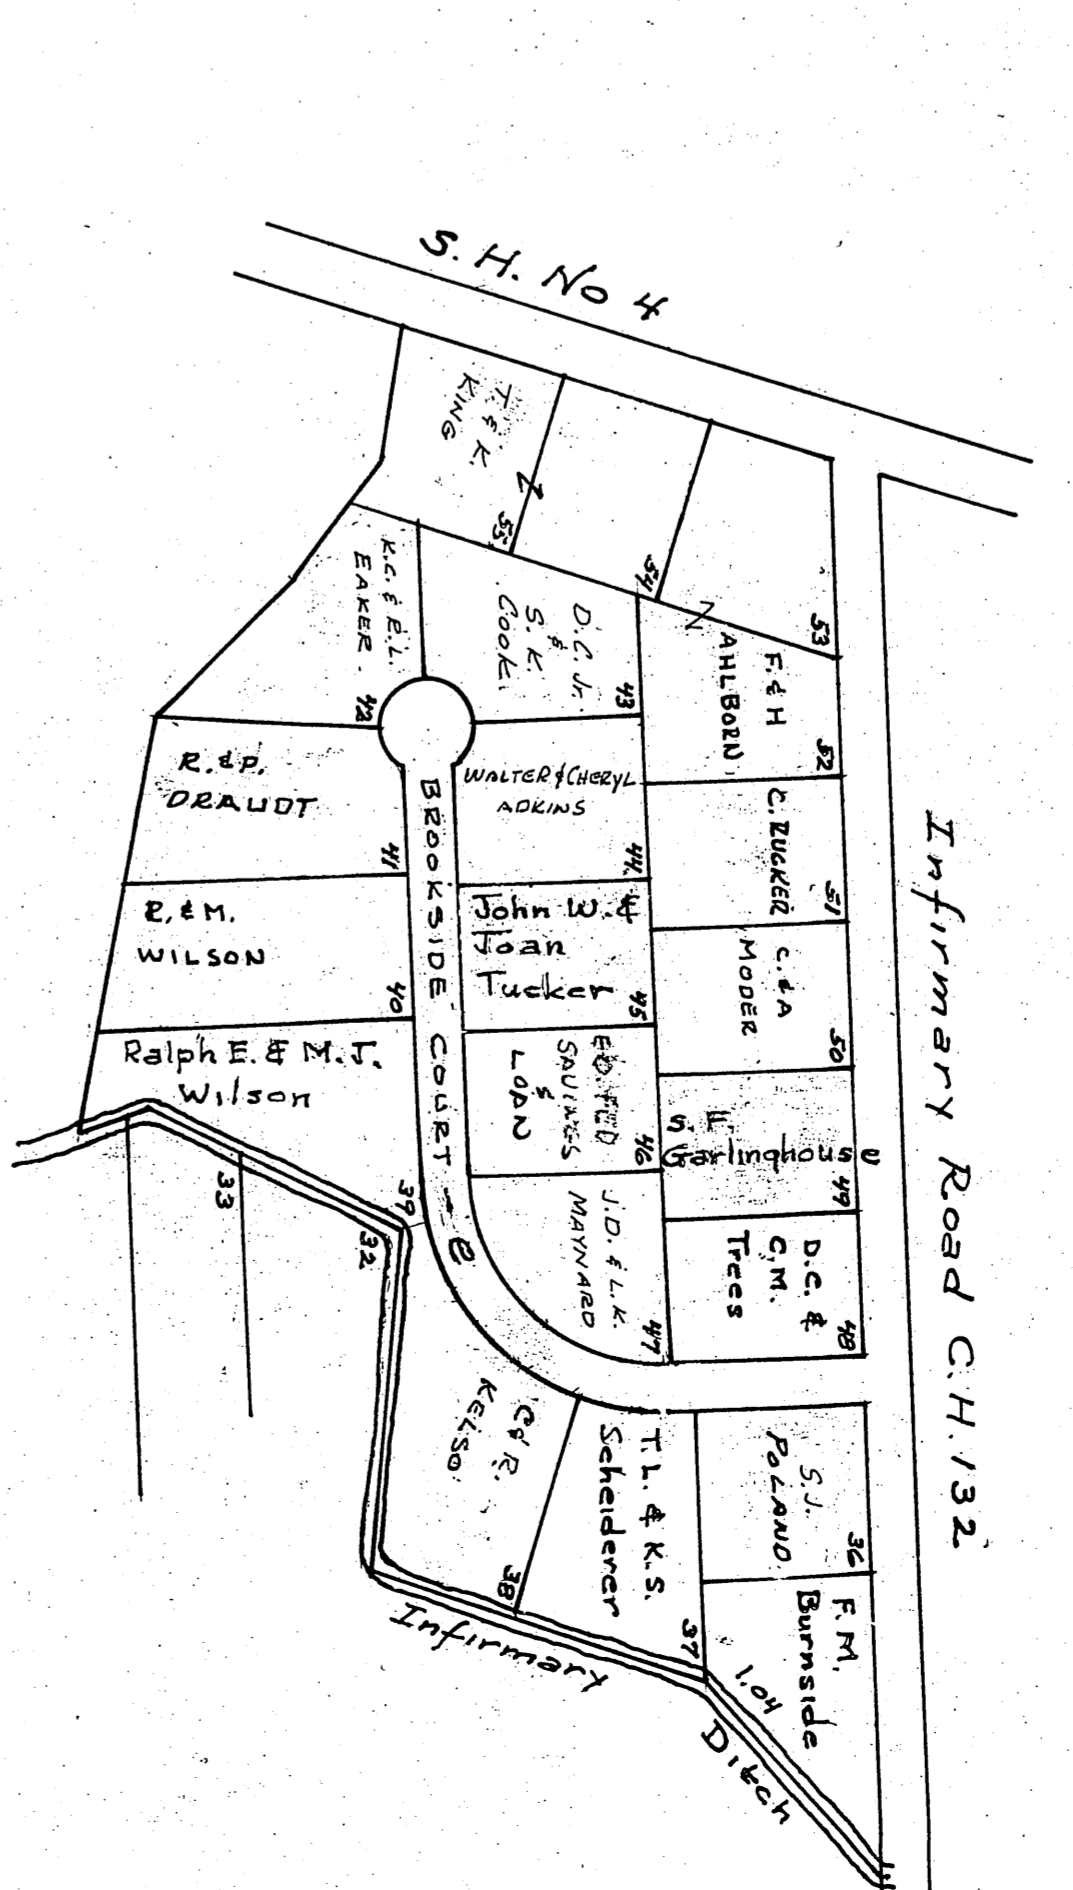 S. H. No 4
T. & K.
KING
55
54
53
K.C. & R.L.
EAKER.
42
D.C. Jr.
&
S. K.
COOK.
43
F. & H
AHLBORN
52
R. & P.
DRAUDT
41
WALTER & CHERYL
ADKINS
44
C. RUCKER
51
R. & M.
WILSON
40
John W. &
Joan
Tucker
45
C. & A
MODER
50
BROOKSIDE COURT
Ralph E. & M.J.
Wilson
39
SAVINGS
&
LOAN
46
S. F.
Garlinghouse
49
J.D. & L.K.
MAYNARD
47
D.C. &
C.M.
Trees
48
33
32
R.
KELSO
38
T.L. & K.S.
Scheiderer
37
S.J.
POLAND
36
F.M.
Burnside
1.04
Infirmary Ditch
Infirmary Road C.H. 132